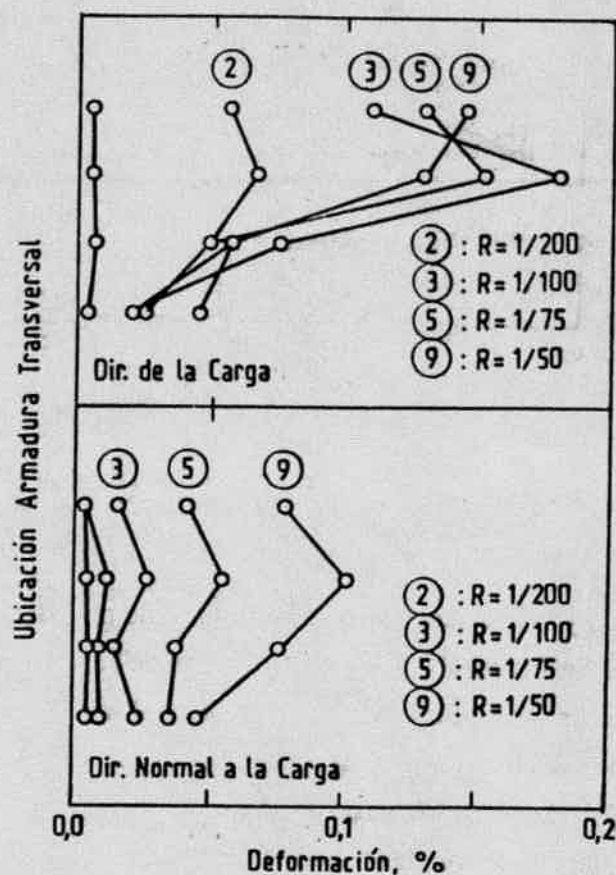 2 3 5 9
2 : R = 1/200
3 : R = 1/100
5 : R = 1/75
9 : R = 1/50
Dir. de la Carga
3 5 9
2 : R = 1/200
3 : R = 1/100
5 : R = 1/75
9 : R = 1/50
Dir. Normal a la Carga
0,0 0,1 0,2
Deformación, %
Ubicación Armadura Transversal